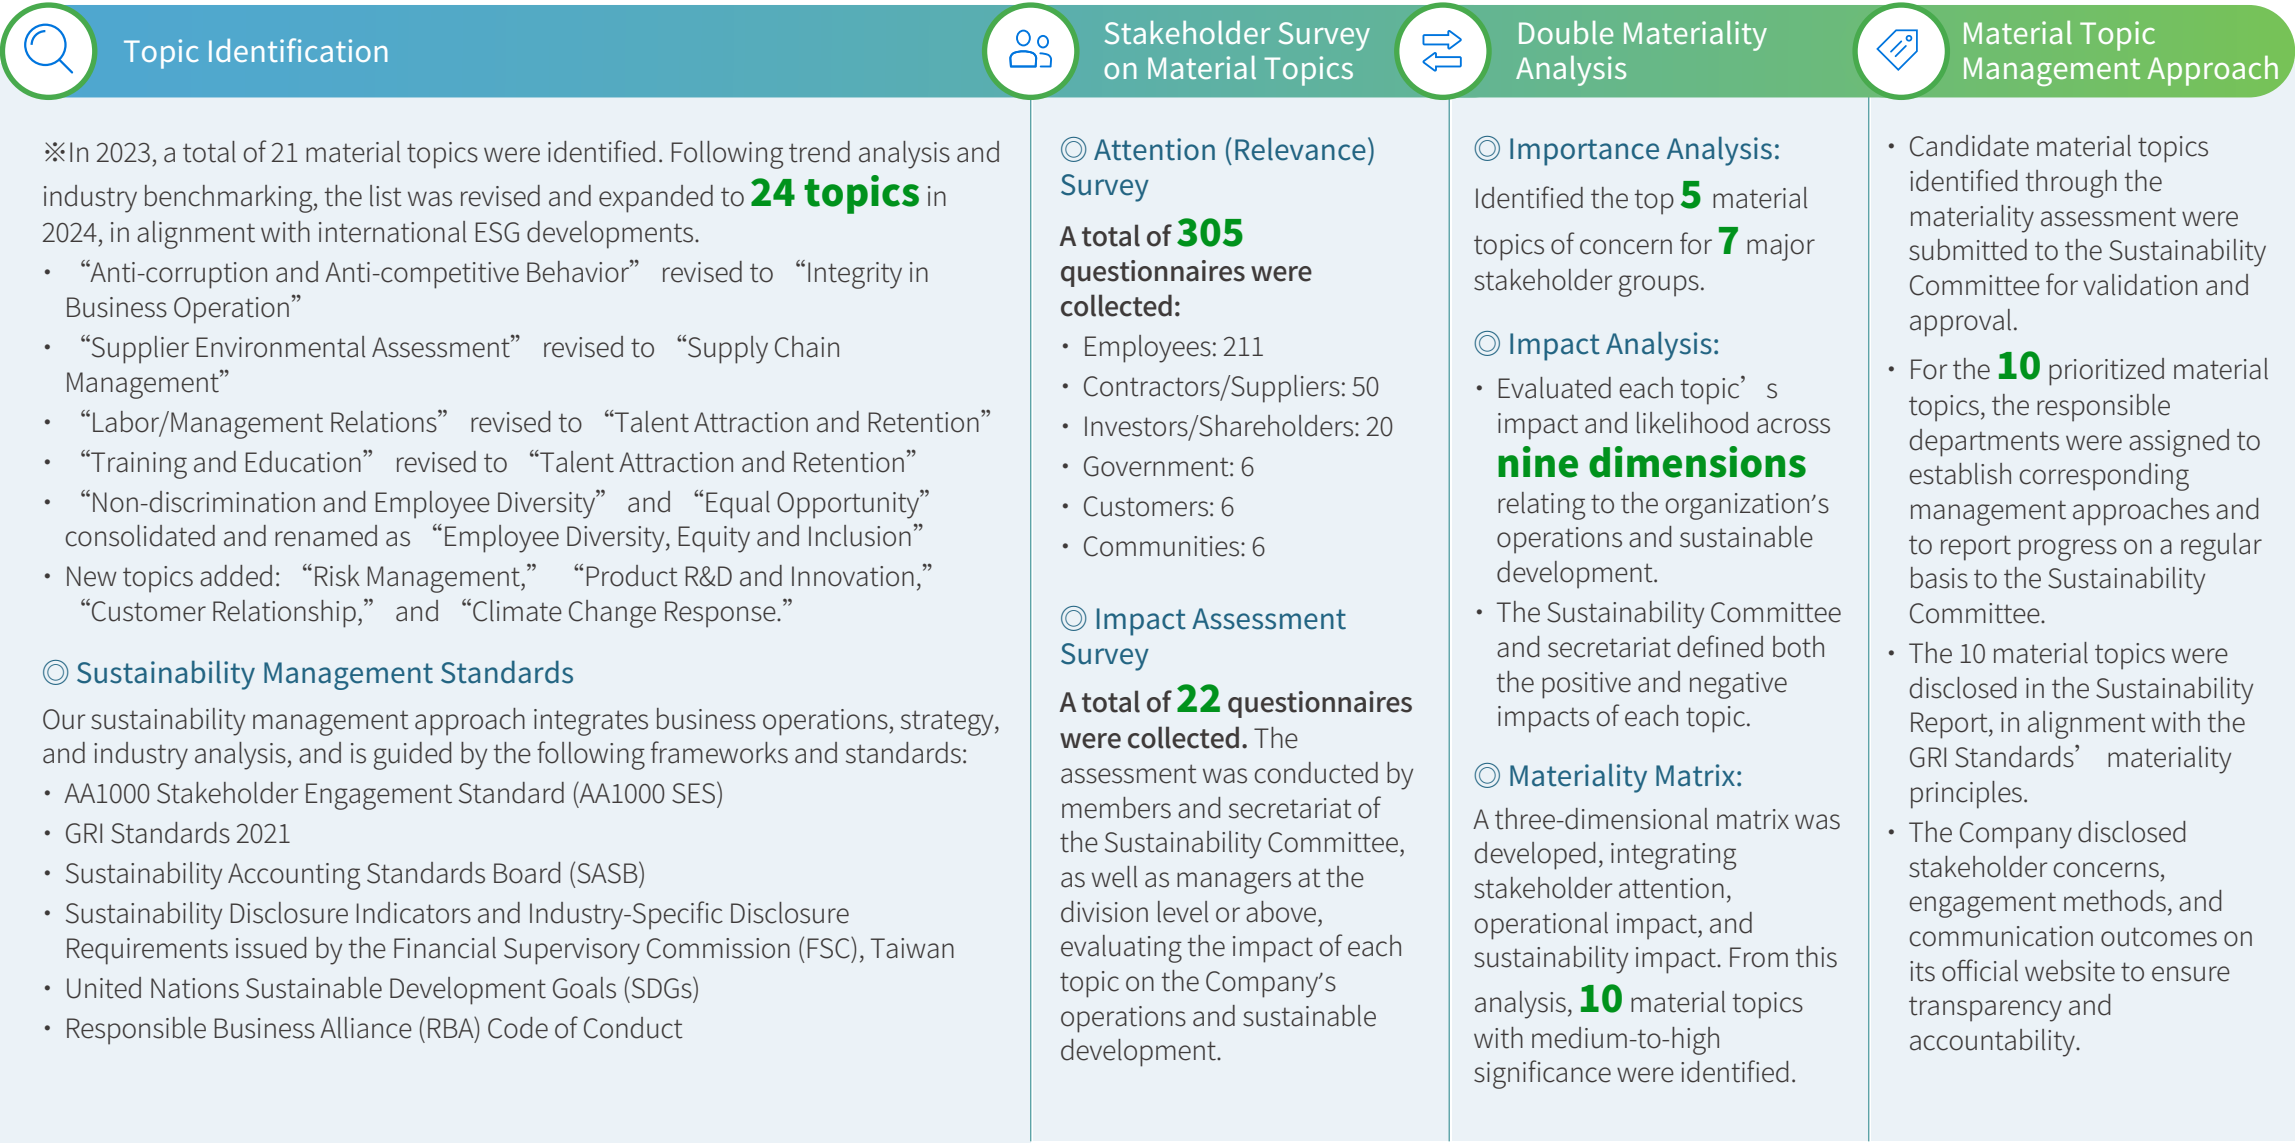 Topic Identification
※In 2023, a total of 21 material topics were identified. Following trend analysis and
industry benchmarking, the list was revised and expanded to 24 topics in
2024, in alignment with international ESG developments.
• “Anti-corruption and Anti-competitive Behavior” revised to “Integrity in
Business Operation”
• “Supplier Environmental Assessment” revised to “Supply Chain
Management”
• “Labor/Management Relations” revised to “Talent Attraction and Retention”
• “Training and Education” revised to “Talent Attraction and Retention”
• “Non-discrimination and Employee Diversity” and “Equal Opportunity”
consolidated and renamed as “Employee Diversity, Equity and Inclusion”
• New topics added: “Risk Management,” “Product R&D and Innovation,”
“Customer Relationship,” and “Climate Change Response.”
◎ Sustainability Management Standards
Our sustainability management approach integrates business operations, strategy,
and industry analysis, and is guided by the following frameworks and standards:
• AA1000 Stakeholder Engagement Standard (AA1000 SES)
• GRI Standards 2021
• Sustainability Accounting Standards Board (SASB)
• Sustainability Disclosure Indicators and Industry-Specific Disclosure
Requirements issued by the Financial Supervisory Commission (FSC), Taiwan
• United Nations Sustainable Development Goals (SDGs)
• Responsible Business Alliance (RBA) Code of Conduct
Stakeholder Survey
on Material Topics
◎ Attention (Relevance)
Survey
A total of 305
questionnaires were
collected:
• Employees: 211
• Contractors/Suppliers: 50
• Investors/Shareholders: 20
• Government: 6
• Customers: 6
• Communities: 6
◎ Impact Assessment
Survey
A total of 22 questionnaires
were collected. The
assessment was conducted by
members and secretariat of
the Sustainability Committee,
as well as managers at the
division level or above,
evaluating the impact of each
topic on the Company’s
operations and sustainable
development.
Double Materiality
Analysis
◎ Importance Analysis:
Identified the top 5 material
topics of concern for 7 major
stakeholder groups.
◎ Impact Analysis:
• Evaluated each topic’s
impact and likelihood across
nine dimensions
relating to the organization’s
operations and sustainable
development.
• The Sustainability Committee
and secretariat defined both
the positive and negative
impacts of each topic.
◎ Materiality Matrix:
A three-dimensional matrix was
developed, integrating
stakeholder attention,
operational impact, and
sustainability impact. From this
analysis, 10 material topics
with medium-to-high
significance were identified.
Material Topic
Management Approach
• Candidate material topics
identified through the
materiality assessment were
submitted to the Sustainability
Committee for validation and
approval.
• For the 10 prioritized material
topics, the responsible
departments were assigned to
establish corresponding
management approaches and
to report progress on a regular
basis to the Sustainability
Committee.
• The 10 material topics were
disclosed in the Sustainability
Report, in alignment with the
GRI Standards’ materiality
principles.
• The Company disclosed
stakeholder concerns,
engagement methods, and
communication outcomes on
its official website to ensure
transparency and
accountability.